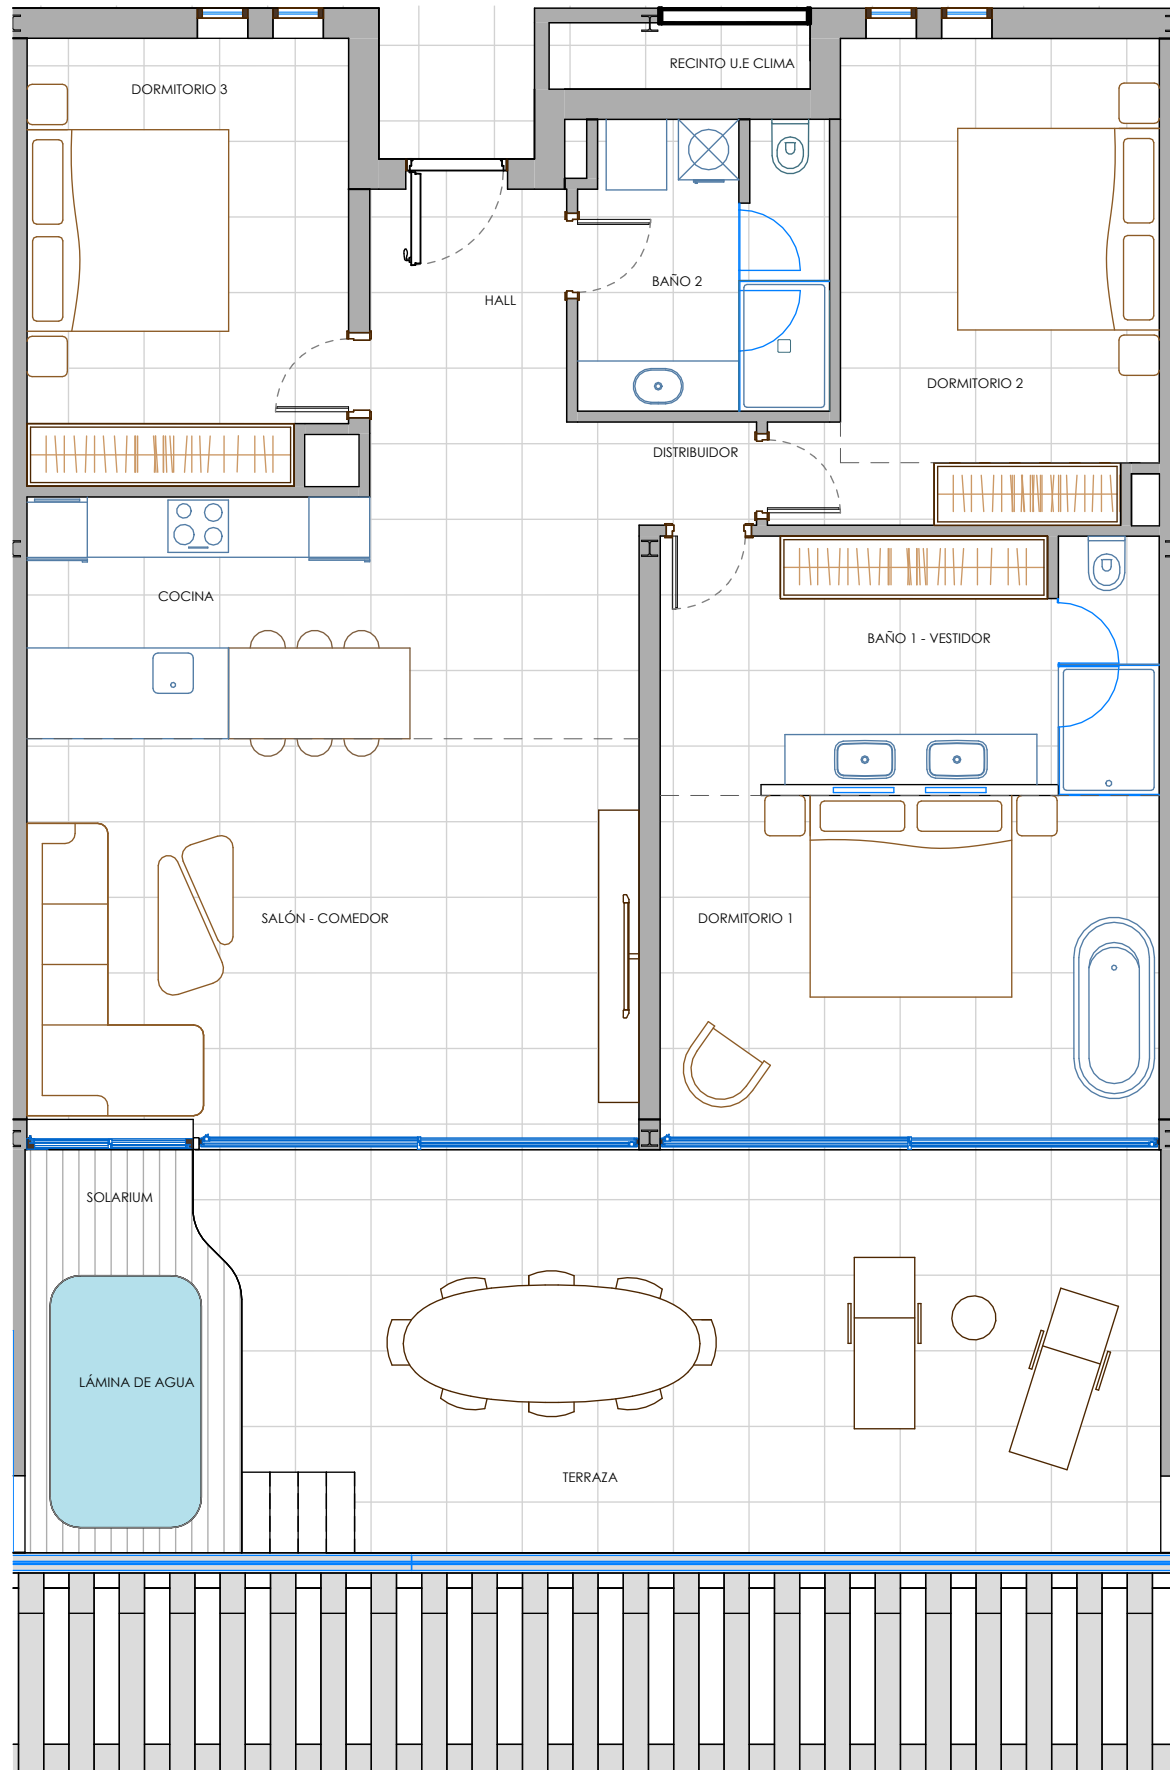 RECINTO U.E CLIMA
DORMITORIO 3
BAÑO 2
HALL
DORMITORIO 2
DISTRIBUIDOR
COCINA
BAÑO 1 - VESTIDOR
SALÓN - COMEDOR
DORMITORIO 1
SOLARIUM
LÁMINA DE AGUA
TERRAZA